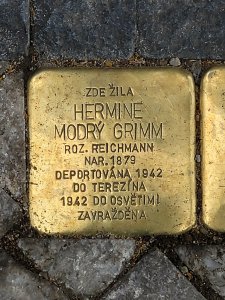 ZDE ŽILA
HERMINE
MODRÝ GRIMM
ROZ. REICHMANN
NAR. 1879
DEPORTOVÁNA 1942
DO TEREZÍNA
1942 DO OSVĚTIMI
ZAVRAŽDĚNA